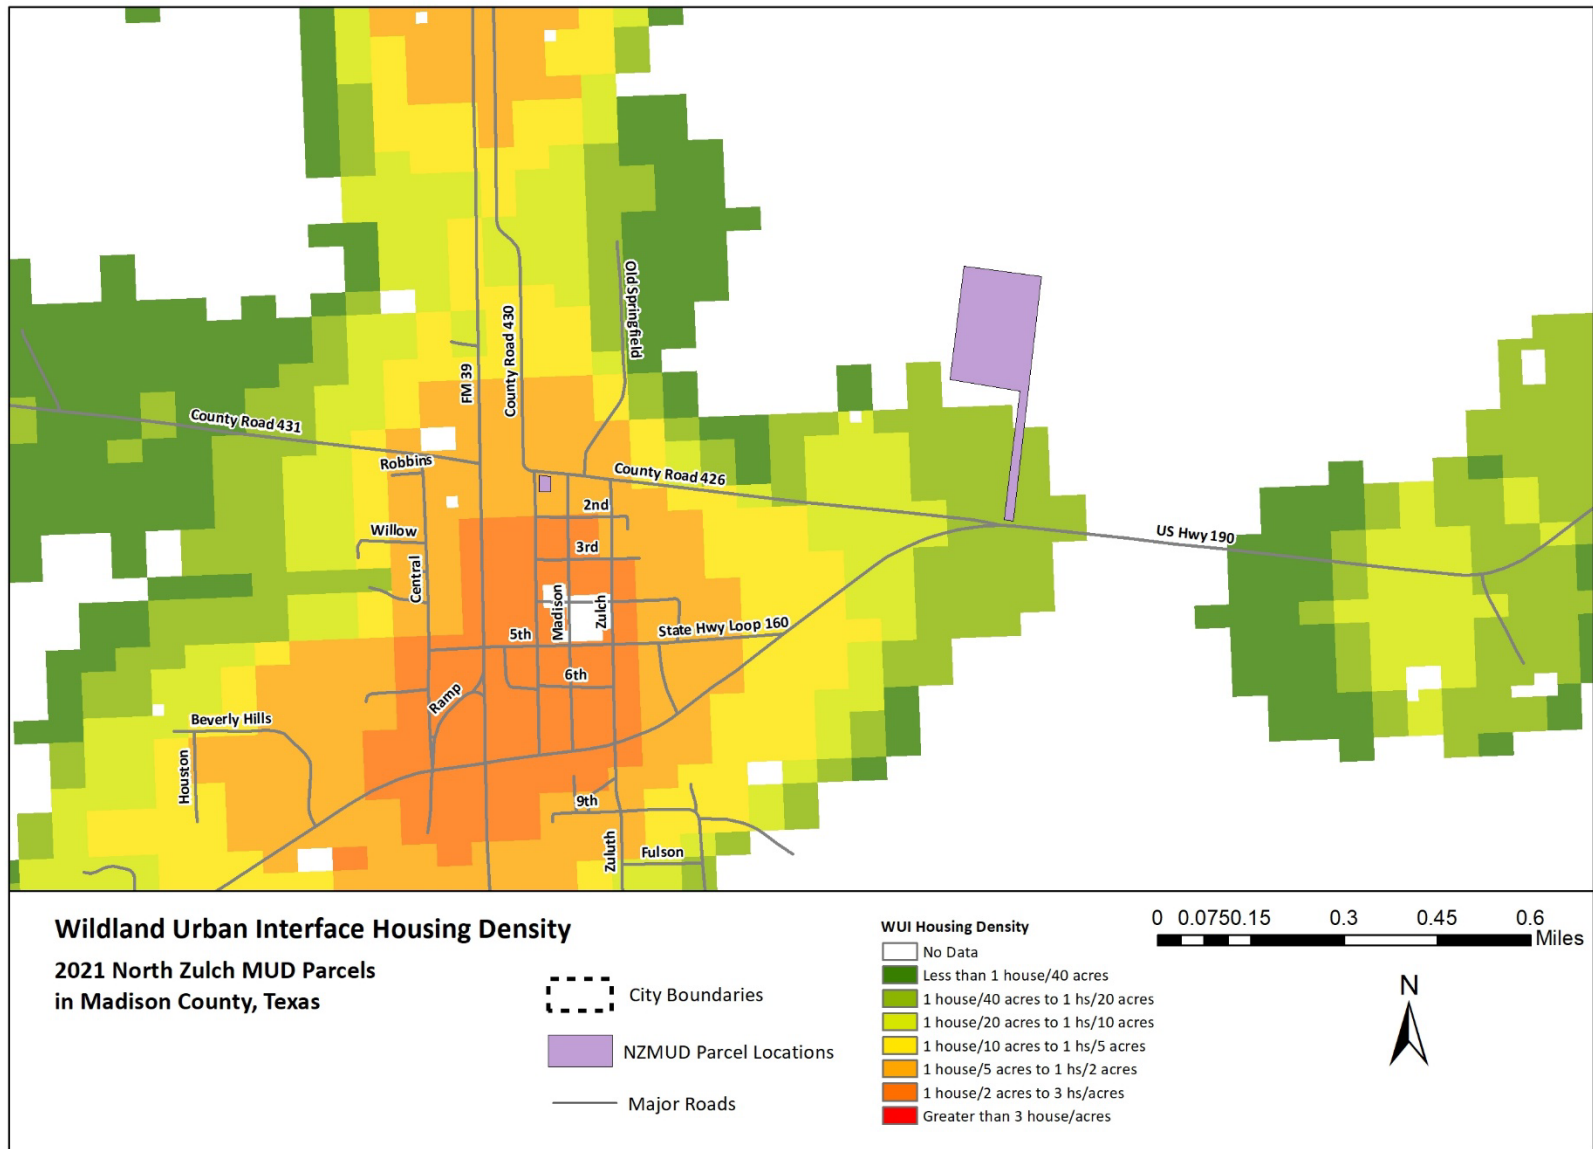 Old Springfield
County Road 430
FM 39
County Road 431
Robbins
County Road 426
2nd
Willow
3rd
US Hwy 190
Central
Madison
Zulch
5th
State Hwy Loop 160
6th
Ramp
Beverly Hills
Houston
9th
Zuluth
Fulson
Wildland Urban Interface Housing Density
2021 North Zulch MUD Parcels
in Madison County, Texas
City Boundaries
NZMUD Parcel Locations
Major Roads
WUI Housing Density
No Data
Less than 1 house/40 acres
1 house/40 acres to 1 hs/20 acres
1 house/20 acres to 1 hs/10 acres
1 house/10 acres to 1 hs/5 acres
1 house/5 acres to 1 hs/2 acres
1 house/2 acres to 3 hs/acres
Greater than 3 house/acres
0 0.075 0.15 0.3 0.45 0.6
Miles
N